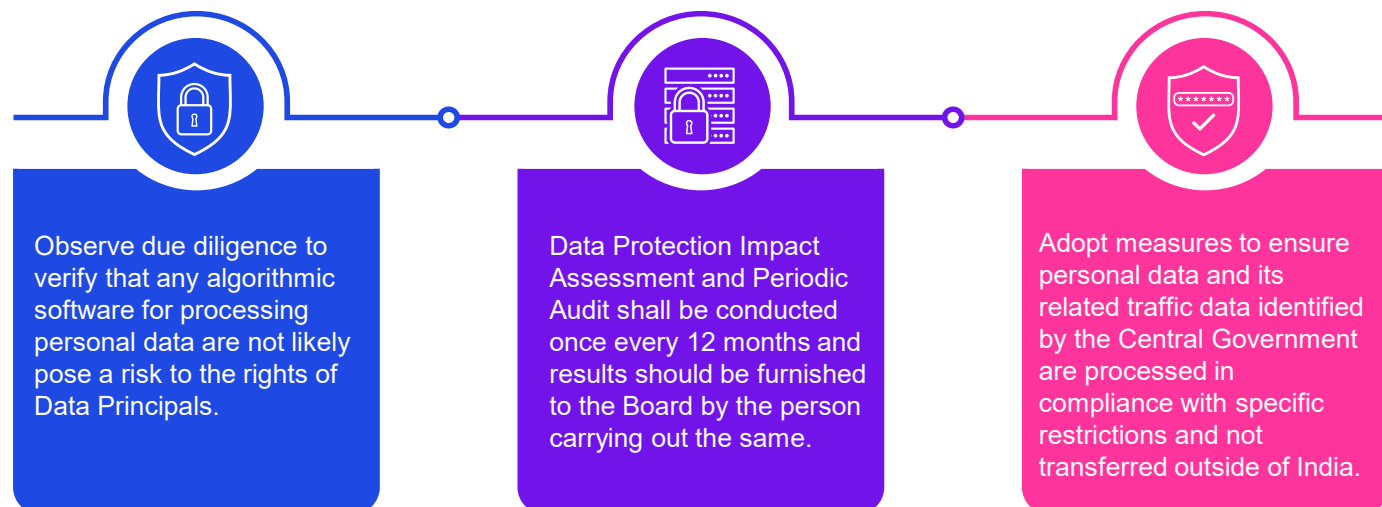 Observe due diligence to
verify that any algorithmic
software for processing
personal data are not likely
pose a risk to the rights of
Data Principals.
Data Protection Impact
Assessment and Periodic
Audit shall be conducted
once every 12 months and
results should be furnished
to the Board by the person
carrying out the same.
Adopt measures to ensure
personal data and its
related traffic data identified
by the Central Government
are processed in
compliance with specific
restrictions and not
transferred outside of India.